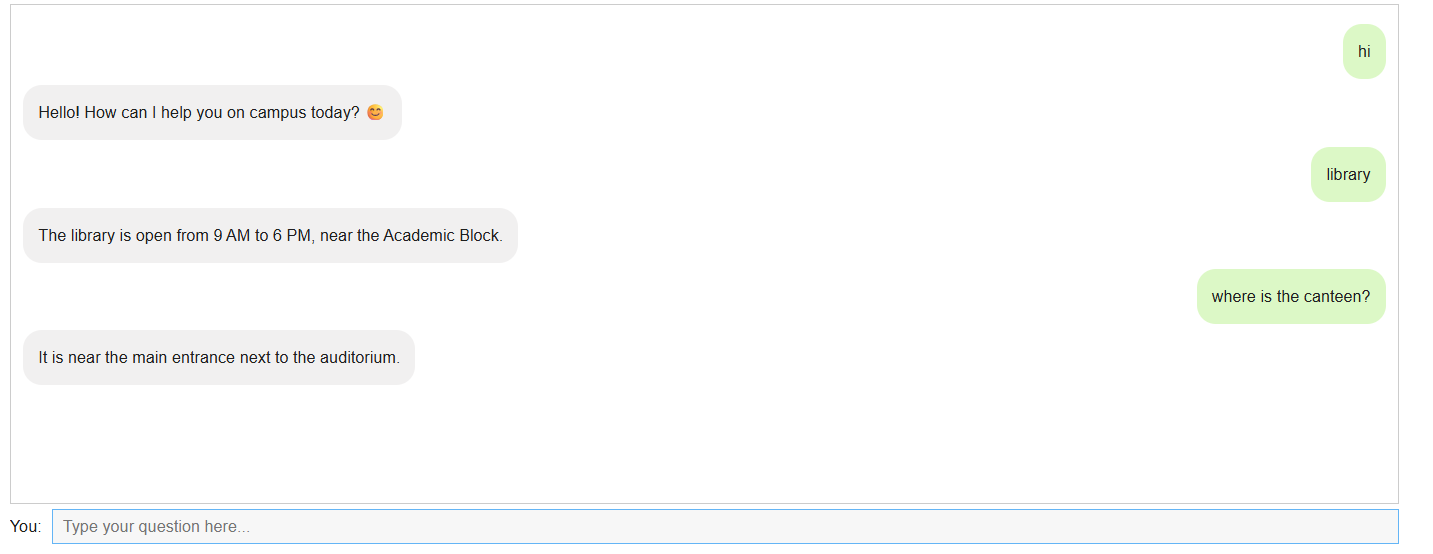 hi
Hello! How can I help you on campus today? 😊
library
The library is open from 9 AM to 6 PM, near the Academic Block.
where is the canteen?
It is near the main entrance next to the auditorium.
You: Type your question here...